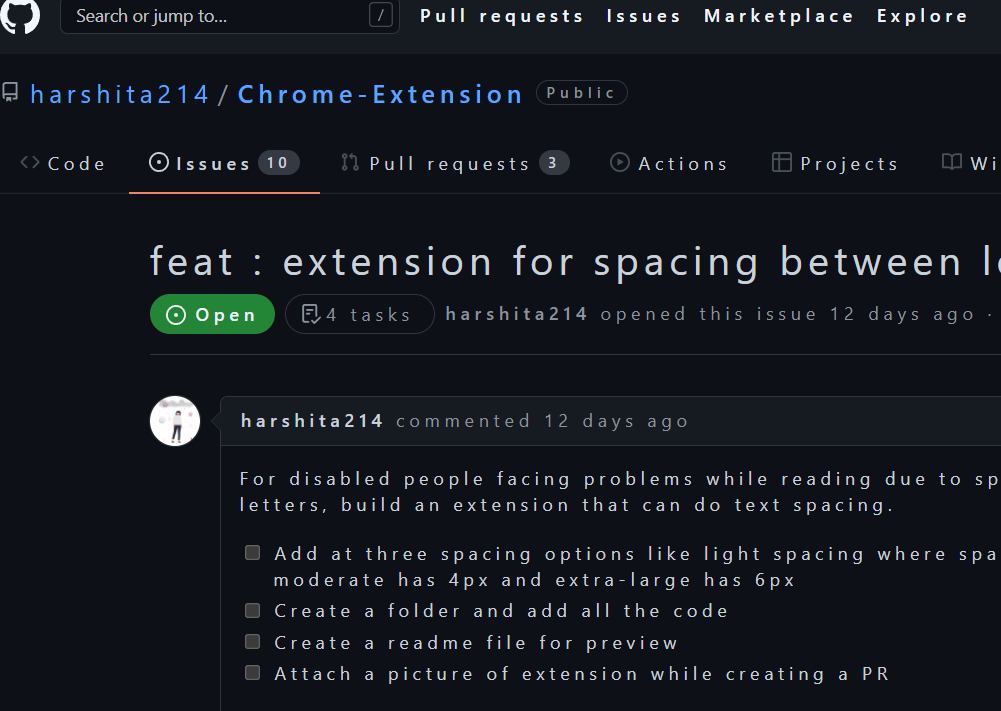 Search or jump to... /
Pull requests Issues Marketplace Explore
harshita214 / Chrome-Extension Public
Code Issues 10 Pull requests 3 Actions Projects
feat : extension for spacing between
Open 4 tasks harshita214 opened this issue 12 days ago ·
harshita214 commented 12 days ago
For disabled people facing problems while reading due to
letters, build an extension that can do text spacing.
Add at three spacing options like light spacing where
moderate has 4px and extra-large has 6px
Create a folder and add all the code
Create a readme file for preview
Attach a picture of extension while creating a PR